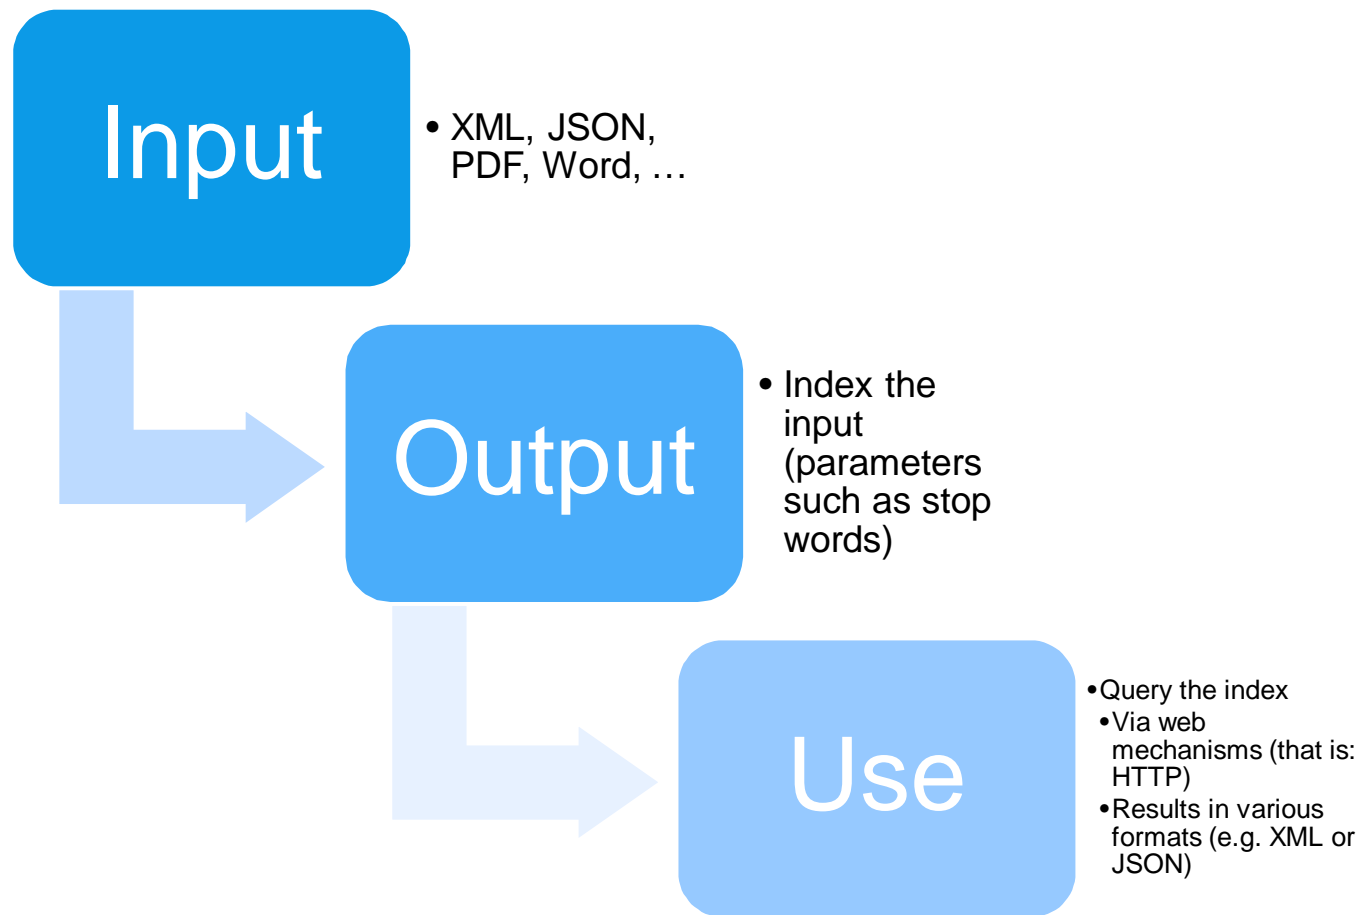 Input
• XML, JSON,
PDF, Word, …
Output
• Index the
input
(parameters
such as stop
words)
Use
•Query the index
•Via web
mechanisms (that is:
HTTP)
•Results in various
formats (e.g. XML or
JSON)